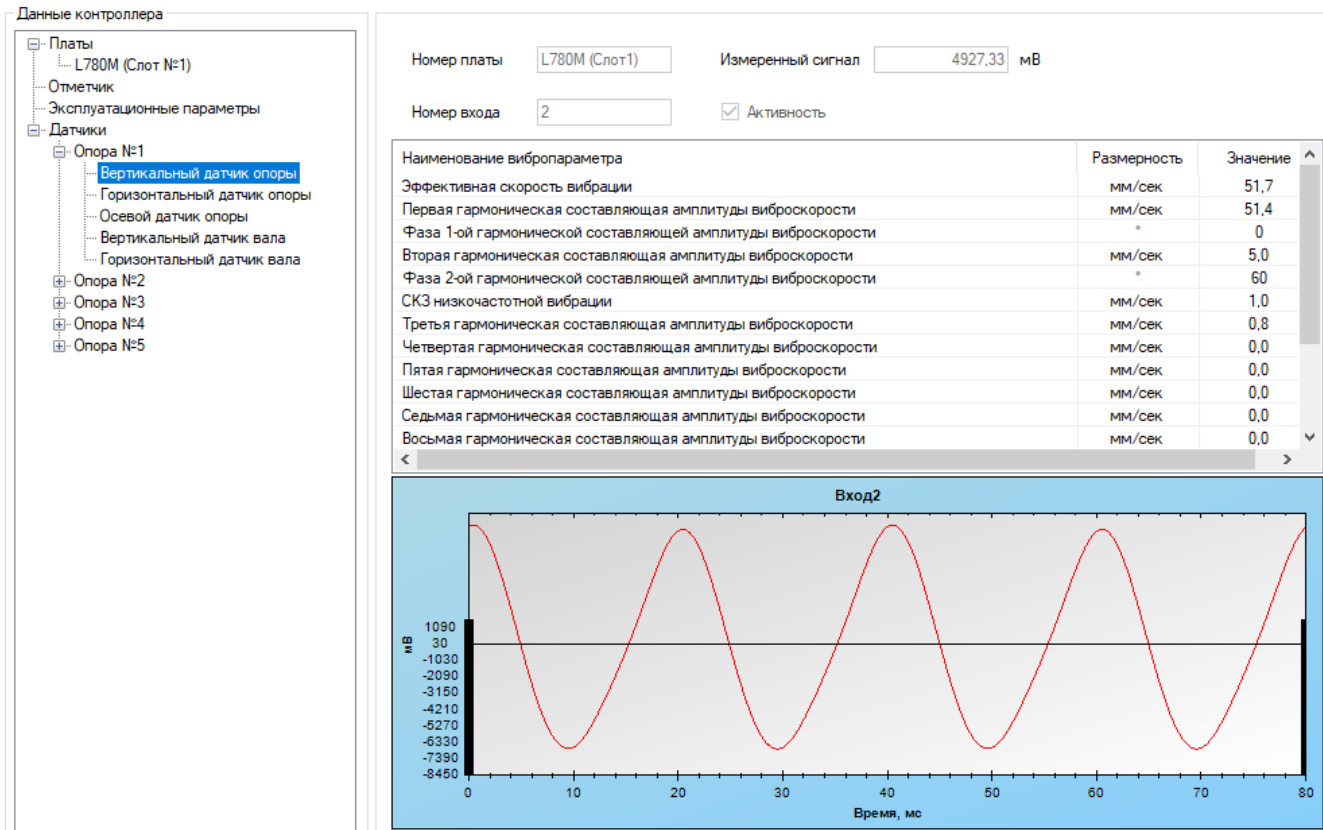 Данные контроллера
Платы
L780M (Слот №1)
Отметчик
Эксплуатационные параметры
Датчики
Опора №1
Вертикальный датчик опоры
Горизонтальный датчик опоры
Осевой датчик опоры
Вертикальный датчик вала
Горизонтальный датчик вала
Опора №2
Опора №3
Опора №4
Опора №5
Номер платы L780M (Слот1) Измеренный сигнал 4927,33 мВ
Номер входа 2 Активность
Наименование вибропараметра Размерность Значение
Эффективная скорость вибрации мм/сек 51,7
Первая гармоническая составляющая амплитуды виброскорости мм/сек 51,4
Фаза 1-ой гармонической составляющей амплитуды виброскорости ° 0
Вторая гармоническая составляющая амплитуды виброскорости мм/сек 5,0
Фаза 2-ой гармонической составляющей амплитуды виброскорости ° 60
СКЗ низкочастотной вибрации мм/сек 1,0
Третья гармоническая составляющая амплитуды виброскорости мм/сек 0,8
Четвертая гармоническая составляющая амплитуды виброскорости мм/сек 0,0
Пятая гармоническая составляющая амплитуды виброскорости мм/сек 0,0
Шестая гармоническая составляющая амплитуды виброскорости мм/сек 0,0
Седьмая гармоническая составляющая амплитуды виброскорости мм/сек 0,0
Восьмая гармоническая составляющая амплитуды виброскорости мм/сек 0,0
Вход2
мВ
1090
30
-1030
-2090
-3150
-4210
-5270
-6330
-7390
-8450
0 10 20 30 40 50 60 70 80
Время, мс